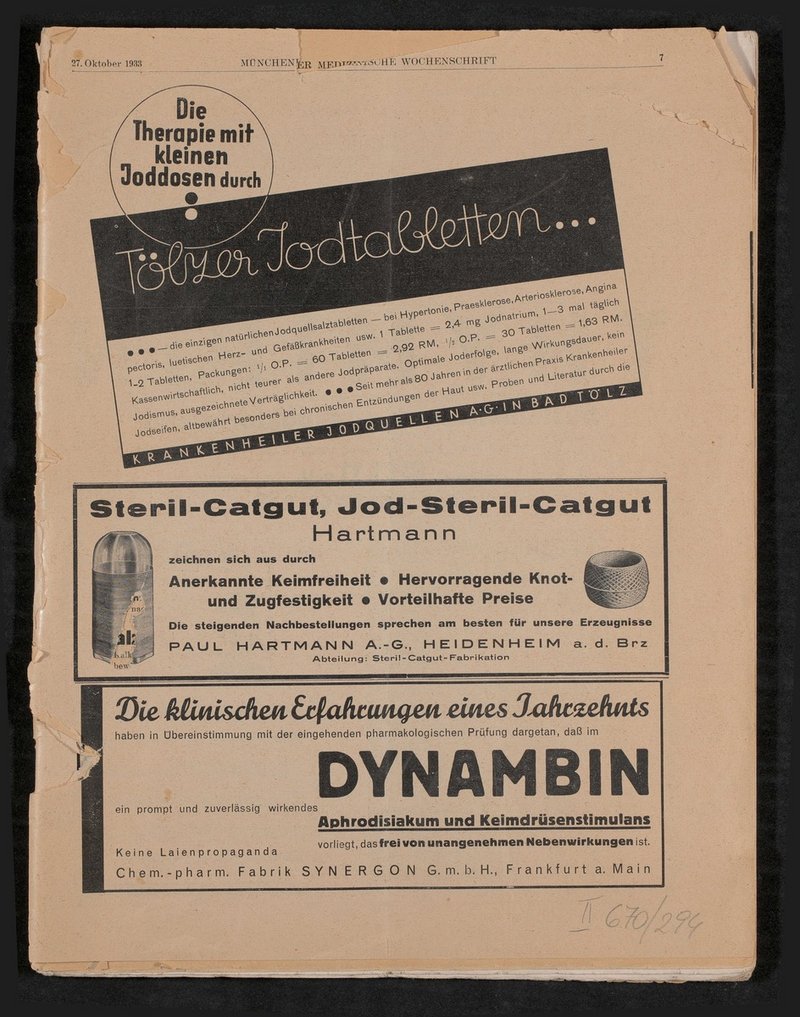 27. Oktober 1933
MÜNCHENER MEDIZINISCHE WOCHENSCHRIFT
7
Die
Therapie mit
kleinen
Joddosen durch
:
Tölzer Jodtabletten...
● ● ● — die einzigen natürlichen Jodquellsalztabletten — bei Hypertonie, Praesklerose, Arteriosklerose, Angina
pectoris, luetischen Herz- und Gefäßkrankheiten usw. 1 Tablette = 2,4 mg Jodnatrium, 1—3 mal täglich
1-2 Tabletten, Packungen: ¹/₁ O.P. = 60 Tabletten = 2,92 RM, ¹/₂ O.P. = 30 Tabletten = 1,63 RM.
Kassenwirtschaftlich, nicht teurer als andere Jodpräparate. Optimale Joderfolge, lange Wirkungsdauer, kein
Jodismus, ausgezeichnete Verträglichkeit. ● ● ● Seit mehr als 80 Jahren in der ärztlichen Praxis Krankenheiler
Jodseifen, altbewährt besonders bei chronischen Entzündungen der Haut usw. Proben und Literatur durch die
KRANKENHEILER JODQUELLEN A·G·IN BAD TÖLZ
Steril-Catgut, Jod-Steril-Catgut
Hartmann
zeichnen sich aus durch
Anerkannte Keimfreiheit ● Hervorragende Knot-
und Zugfestigkeit ● Vorteilhafte Preise
Die steigenden Nachbestellungen sprechen am besten für unsere Erzeugnisse
PAUL HARTMANN A.-G., HEIDENHEIM a. d. Brz
Abteilung: Steril-Catgut-Fabrikation
Die klinischen Erfahrungen eines Jahrzehnts
haben in Übereinstimmung mit der eingehenden pharmakologischen Prüfung dargetan, daß im
DYNAMBIN
ein prompt und zuverlässig wirkendes
Aphrodisiakum und Keimdrüsenstimulans
vorliegt, das frei von unangenehmen Nebenwirkungen ist.
Keine Laienpropaganda
Chem.-pharm. Fabrik SYNERGON G. m. b. H., Frankfurt a. Main
II 670/294